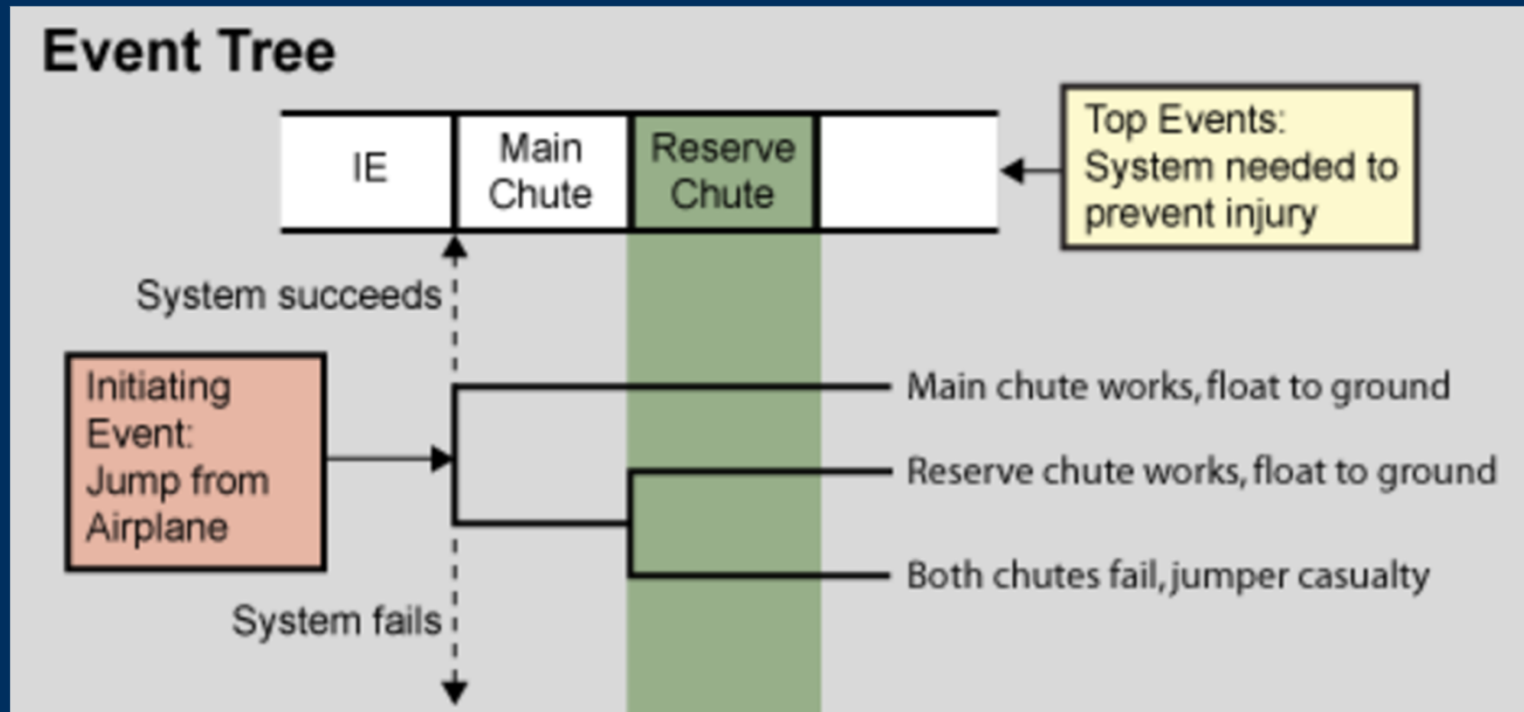 Event Tree
IE
Main
Chute
Reserve
Chute
Top Events:
System needed to
prevent injury
System succeeds
Initiating
Event:
Jump from
Airplane
Main chute works, float to ground
Reserve chute works, float to ground
Both chutes fail, jumper casualty
System fails